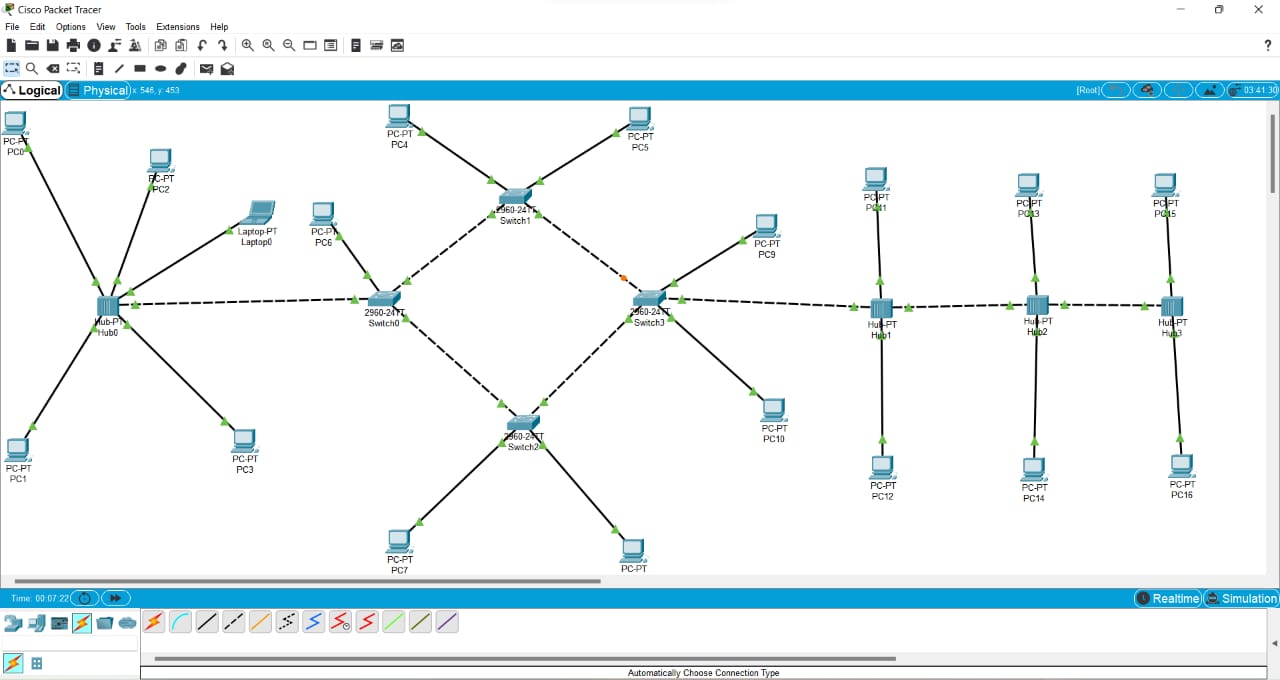 Cisco Packet Tracer
File Edit Options View Tools Extensions Help
?
Logical Physical x: 546, y: 453 [Root] 03:41:30
PC-PT
PC0
PC-PT
PC2
Laptop-PT
Laptop0
PC-PT
PC6
PC-PT
PC4
PC-PT
PC5
2960-24TT
Switch1
PC-PT
PC9
PC-PT
PC11
PC-PT
PC13
PC-PT
PC15
Hub-PT
Hub0
2960-24TT
Switch0
2960-24TT
Switch3
Hub-PT
Hub1
Hub-PT
Hub2
Hub-PT
Hub3
PC-PT
PC1
PC-PT
PC3
2960-24TT
Switch2
PC-PT
PC10
PC-PT
PC12
PC-PT
PC14
PC-PT
PC16
PC-PT
PC7
PC-PT
Time: 00:07:22 Realtime Simulation
Automatically Choose Connection Type